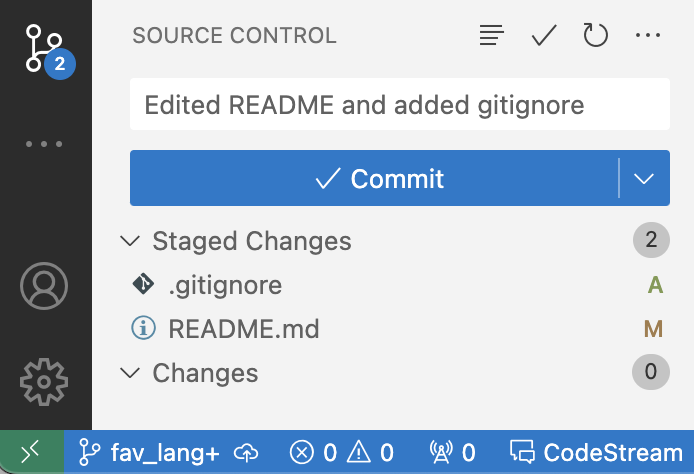 SOURCE CONTROL
2
Edited README and added gitignore
Commit
Staged Changes 2
.gitignore A
README.md M
Changes 0
fav_lang+ 0 0 0 CodeStream